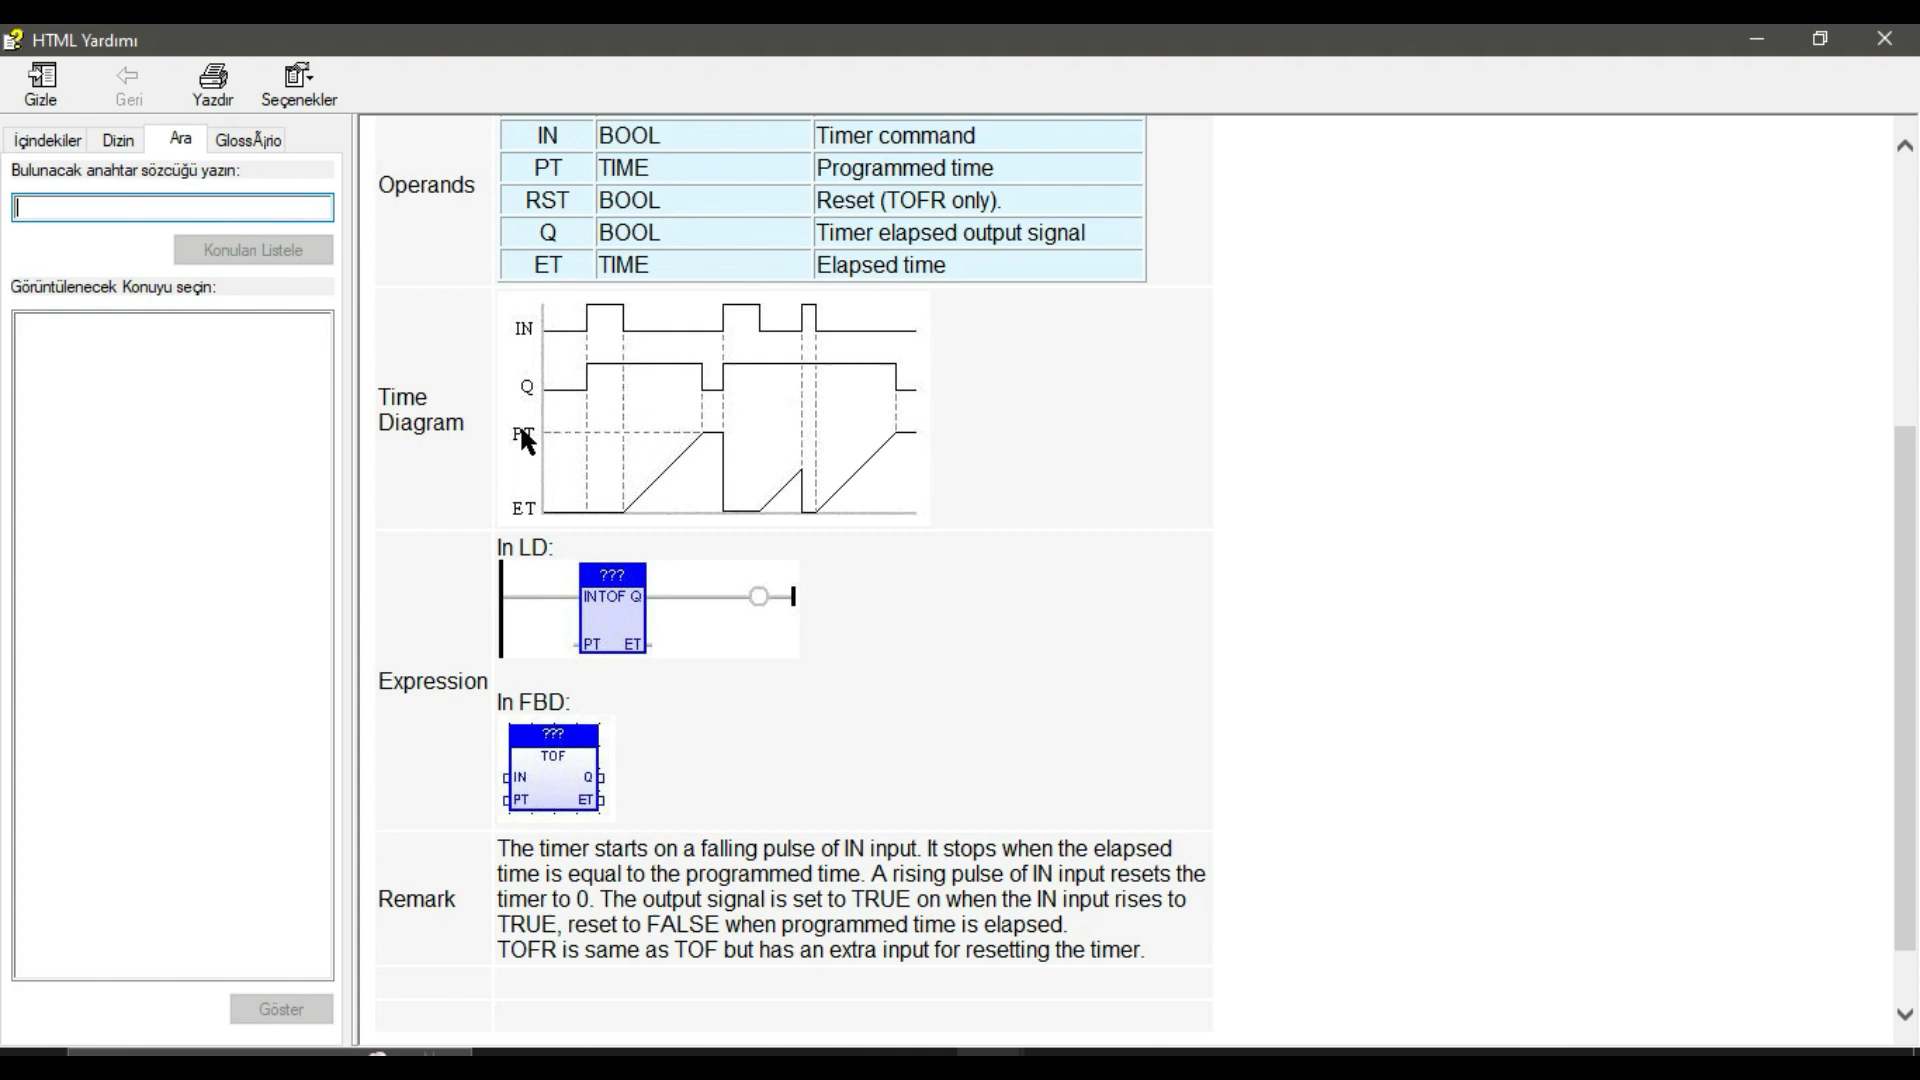 HTML Yardımı
Gizle
Geri
Yazdır
Seçenekler
İçindekiler
Dizin
Ara
GlossÃ¡rio
Bulunacak anahtar sözcüğü yazın:
Konuları Listele
Görüntülenecek Konuyu seçin:
Göster
Operands
IN BOOL Timer command
PT TIME Programmed time
RST BOOL Reset (TOFR only).
Q BOOL Timer elapsed output signal
ET TIME Elapsed time
Time
Diagram
IN
Q
PT
ET
Expression
In LD:
???
IN TOF Q
PT ET
In FBD:
???
TOF
IN Q
PT ET
Remark
The timer starts on a falling pulse of IN input. It stops when the elapsed
time is equal to the programmed time. A rising pulse of IN input resets the
timer to 0. The output signal is set to TRUE on when the IN input rises to
TRUE, reset to FALSE when programmed time is elapsed.
TOFR is same as TOF but has an extra input for resetting the timer.